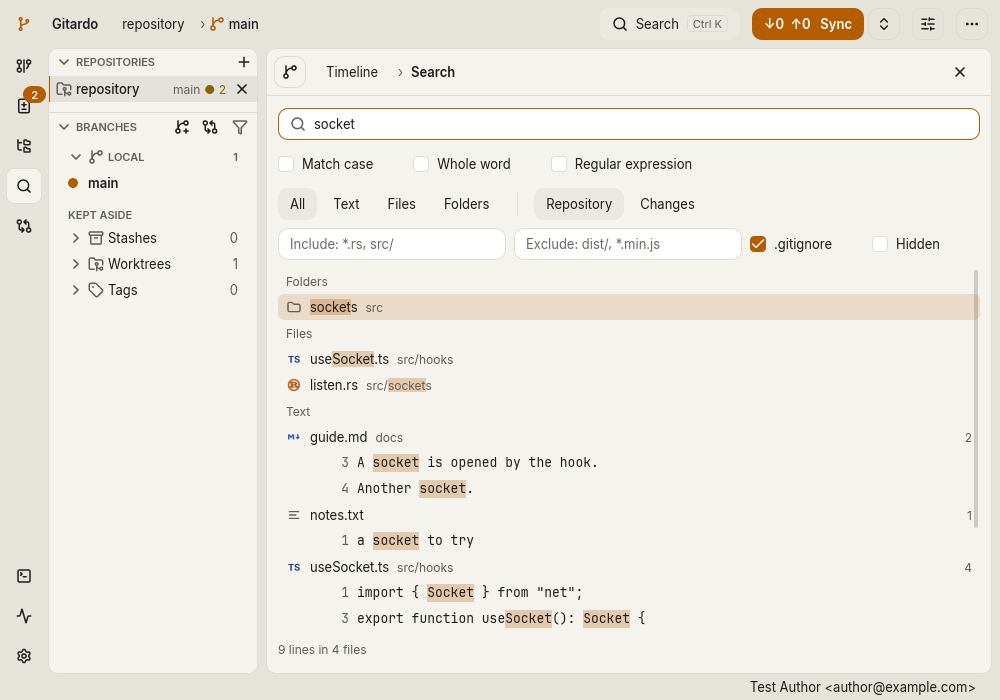 Gitardo repository › main Search Ctrl K ↓0 ↑0 Sync
2
REPOSITORIES
repository main 2
BRANCHES
LOCAL 1
main
KEPT ASIDE
Stashes 0
Worktrees 1
Tags 0
Timeline › Search
socket
Match case Whole word Regular expression
All Text Files Folders Repository Changes
Include: *.rs, src/ Exclude: dist/, *.min.js .gitignore Hidden
Folders
sockets src
Files
TS useSocket.ts src/hooks
listen.rs src/sockets
Text
M↓ guide.md docs 2
3 A socket is opened by the hook.
4 Another socket.
notes.txt 1
1 a socket to try
TS useSocket.ts src/hooks 4
1 import { Socket } from "net";
3 export function useSocket(): Socket {
9 lines in 4 files
Test Author <author@example.com>